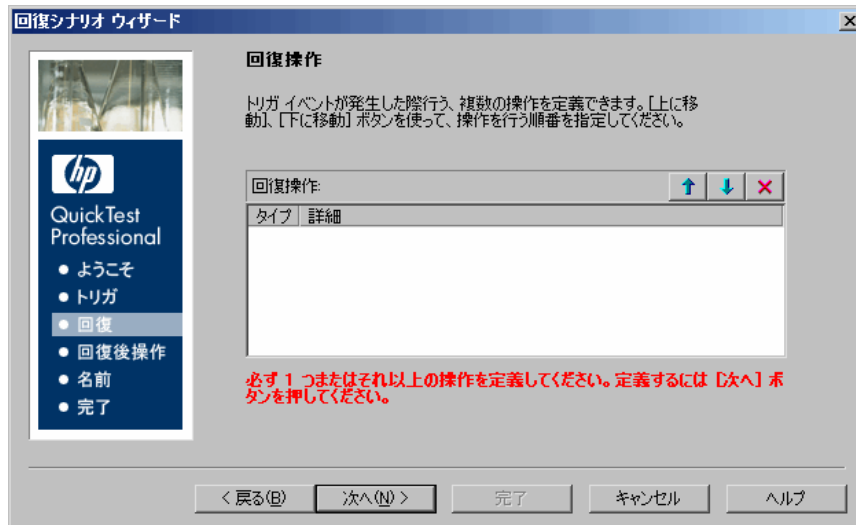 回復シナリオ ウィザード
回復操作
トリガ イベントが発生した際行う、複数の操作を定義できます。[上に移
動]、[下に移動] ボタンを使って、操作を行う順番を指定してください。
hp
QuickTest
Professional
• ようこそ
• トリガ
• 回復
• 回復後操作
• 名前
• 完了
回復操作:
タイプ 詳細
必ず 1 つまたはそれ以上の操作を定義してください。定義するには [次へ] ボ
タンを押してください。
< 戻る(B) 次へ(N) > 完了 キャンセル ヘルプ